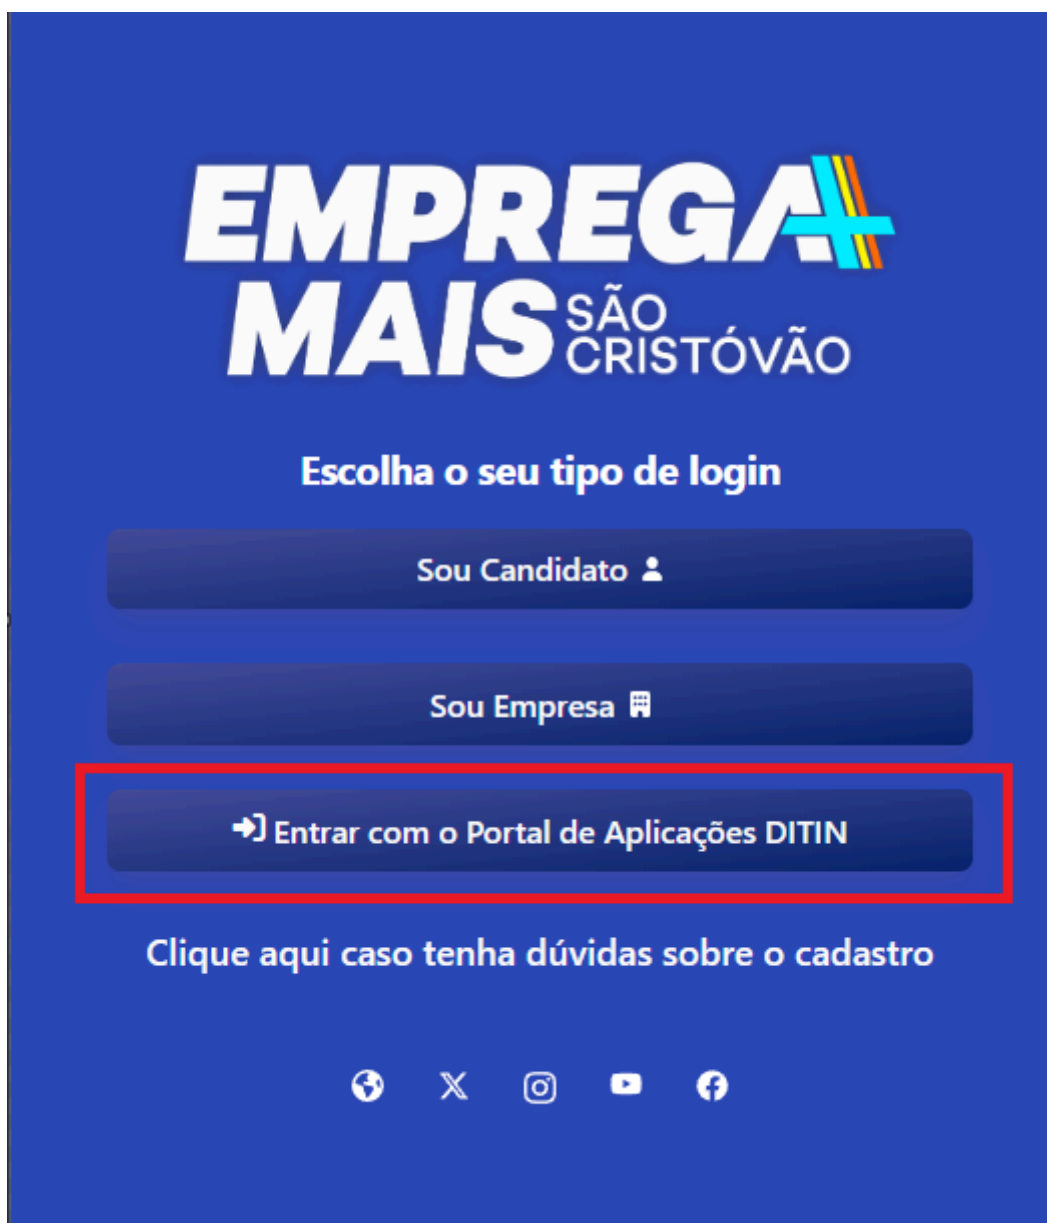 EMPREGA+
MAIS SÃO CRISTÓVÃO
Escolha o seu tipo de login
Sou Candidato
Sou Empresa
Entrar com o Portal de Aplicações DITIN
Clique aqui caso tenha dúvidas sobre o cadastro